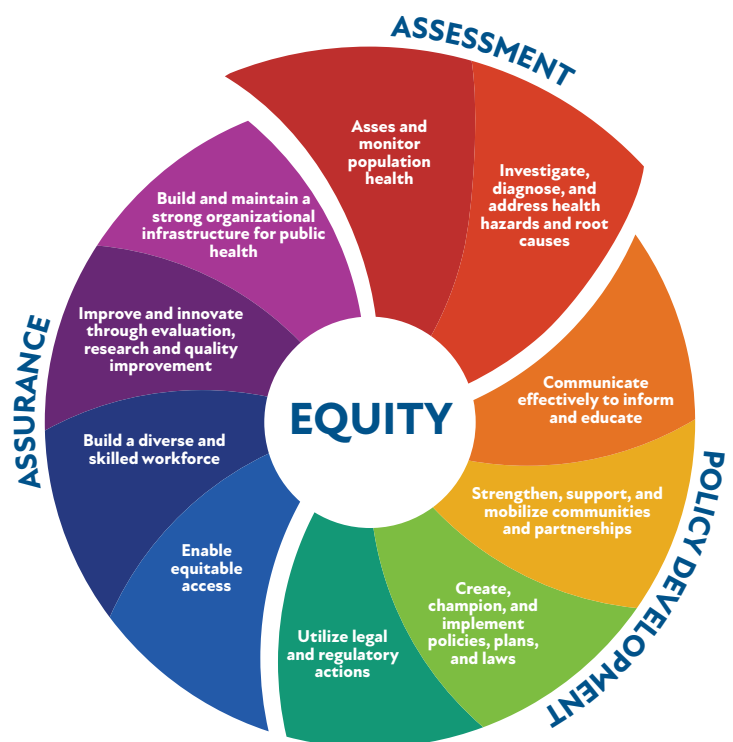 ASSESSMENT
Asses and
monitor
population
health
Investigate,
diagnose, and
address health
hazards and root
causes
POLICY DEVELOPMENT
Communicate
effectively to inform
and educate
Strengthen, support, and
mobilize communities
and partnerships
Create,
champion, and
implement
policies, plans,
and laws
Utilize legal
and regulatory
actions
ASSURANCE
Enable
equitable
access
Build a diverse and
skilled workforce
Improve and innovate
through evaluation,
research and quality
improvement
Build and maintain a
strong organizational
infrastructure for public
health
EQUITY